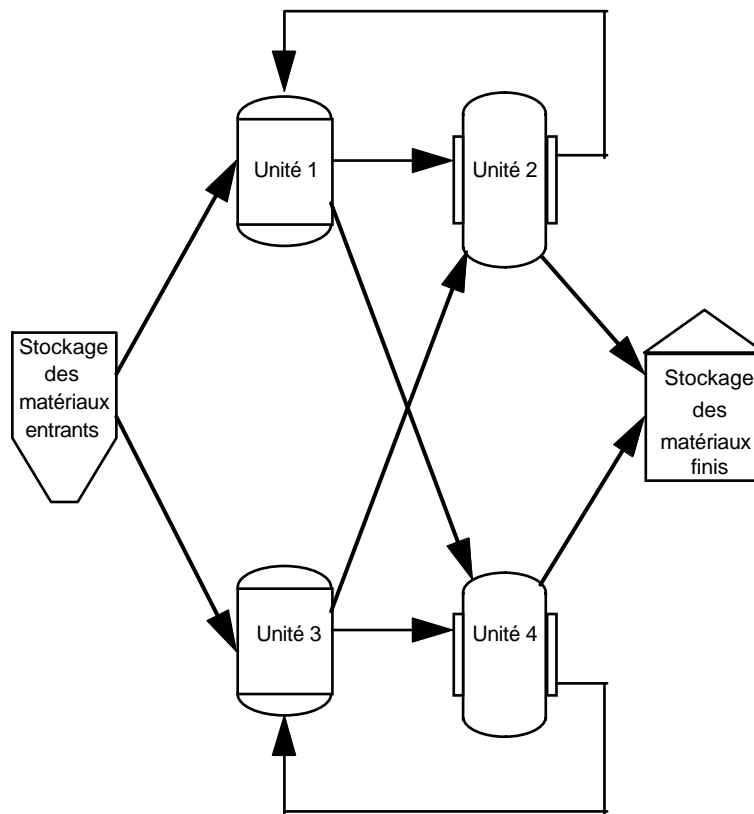 Unité 1
Unité 2
Stockage
des
matériaux
entrants
Stockage
des
matériaux
finis
Unité 3
Unité 4